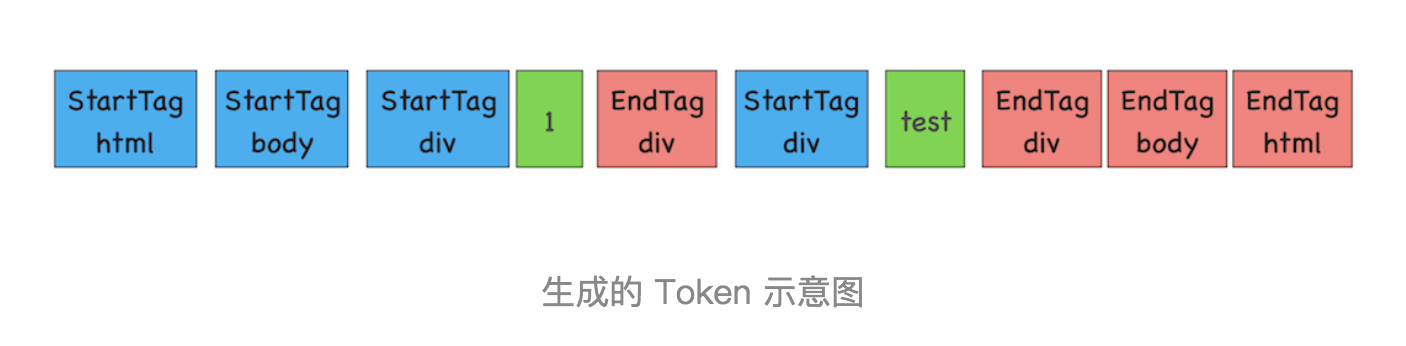 StartTag
html
StartTag
body
StartTag
div
1
EndTag
div
StartTag
div
test
EndTag
div
EndTag
body
EndTag
html
生成的 Token 示意图